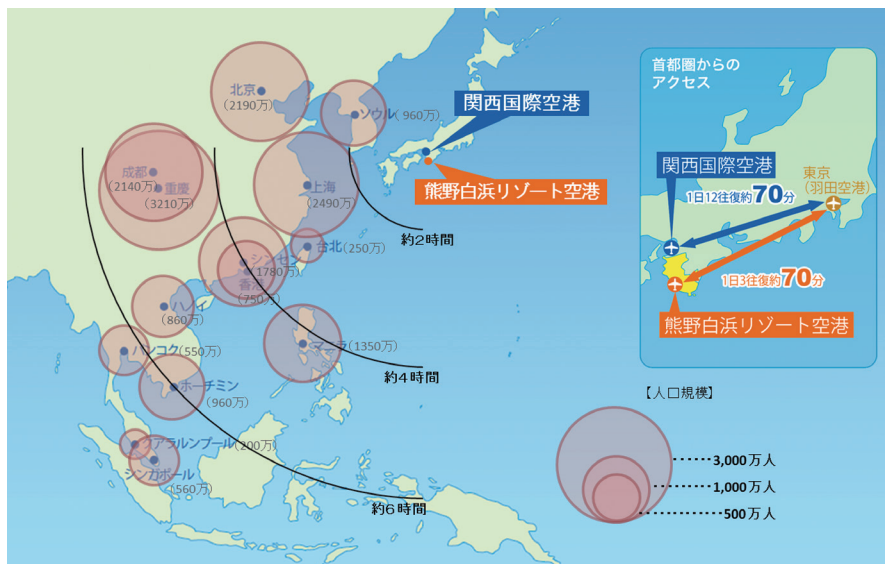 北京
(2190万)
ソウル(960万)
関西国際空港
熊野白浜リゾート空港
成都
(2140万)
重慶
(3210万)
上海
(2490万)
約2時間
台北(250万)
シンセン
(1780万)
香港
(750万)
ハノイ
(860万)
バンコク(550万)
マニラ(1350万)
約4時間
ホーチミン
(960万)
クアラルンプール(200万)
シンガポール
(560万)
約6時間
首都圏からの
アクセス
関西国際空港
東京
(羽田空港)
1日12往復約70分
1日3往復約70分
熊野白浜リゾート空港
【人口規模】
3,000万人
1,000万人
500万人